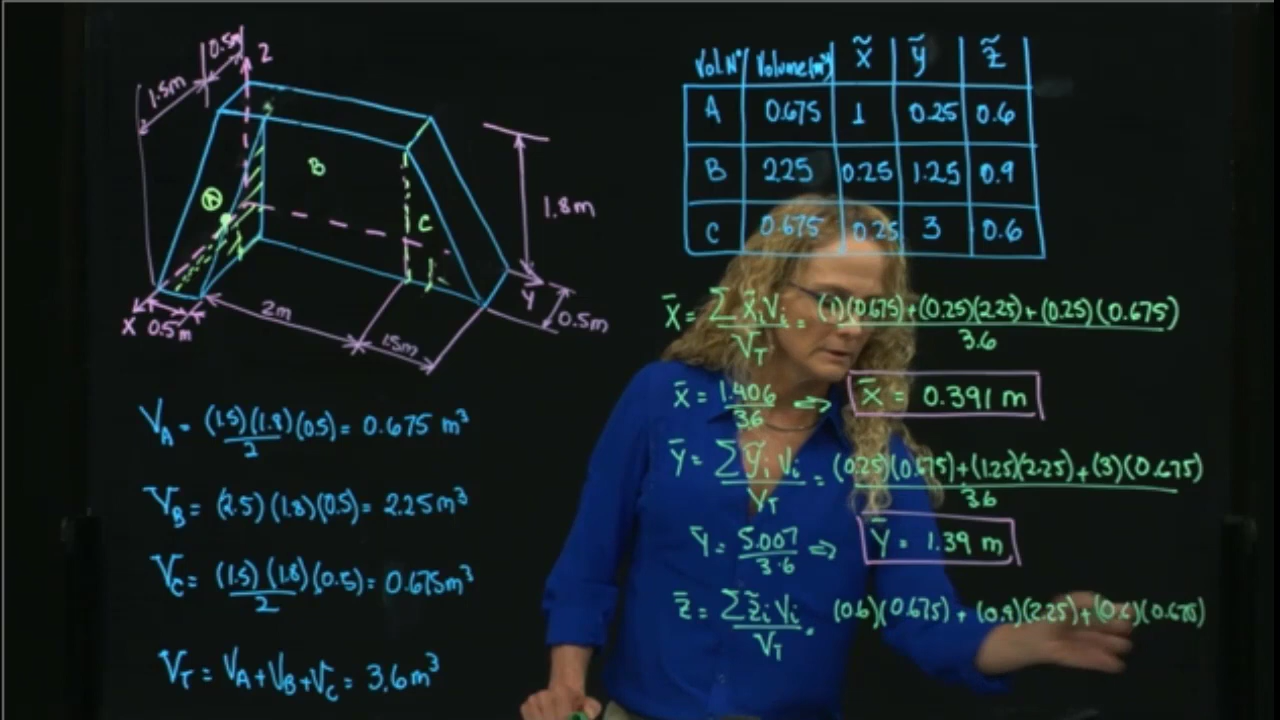 0.5m
Z
1.5m
B
A
C
1.8m
Y
X 0.5m
2m
1.5m
0.5m
Vol.Nº Volume(m³) x̃ ỹ z̃
A 0.675 1 0.25 0.6
B 2.25 0.25 1.25 0.9
C 0.675 0.25 3 0.6
V_A = (1.5)(1.8)(0.5)/2 = 0.675 m³
V_B = (2.5)(1.8)(0.5) = 2.25 m³
V_C = (1.5)(1.8)(0.5)/2 = 0.675 m³
V_T = V_A + V_B + V_C = 3.6 m³
X̄ = Σ x̃ᵢ Vᵢ / V_T = (1)(0.675)+(0.25)(2.25)+(0.25)(0.675) / 3.6
X̄ = 1.406/3.6 ⇒ X̄ = 0.391 m
Ȳ = Σ ỹᵢ Vᵢ / V_T = (0.25)(0.675)+(1.25)(2.25)+(3)(0.675) / 3.6
Ȳ = 5.007/3.6 ⇒ Ȳ = 1.39 m
z̄ = Σ z̃ᵢ Vᵢ / V_T = (0.6)(0.675) + (0.9)(2.25) + (0.6)(0.675)